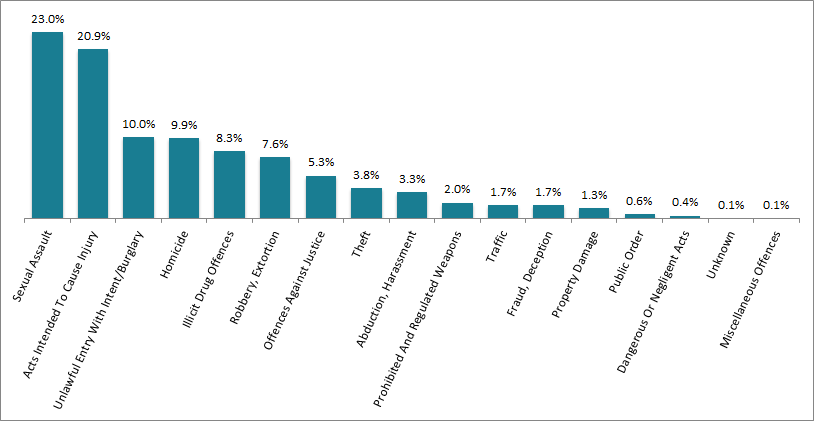 23.0%
20.9%
10.0%
9.9%
8.3%
7.6%
5.3%
3.8%
3.3%
2.0%
1.7%
1.7%
1.3%
0.6%
0.4%
0.1%
0.1%
Sexual Assault
Acts Intended To Cause Injury
Unlawful Entry With Intent/Burglary
Homicide
Illicit Drug Offences
Robbery, Extortion
Offences Against Justice
Theft
Abduction, Harassment
Prohibited And Regulated Weapons
Traffic
Fraud, Deception
Property Damage
Public Order
Dangerous Or Negligent Acts
Unknown
Miscellaneous Offences